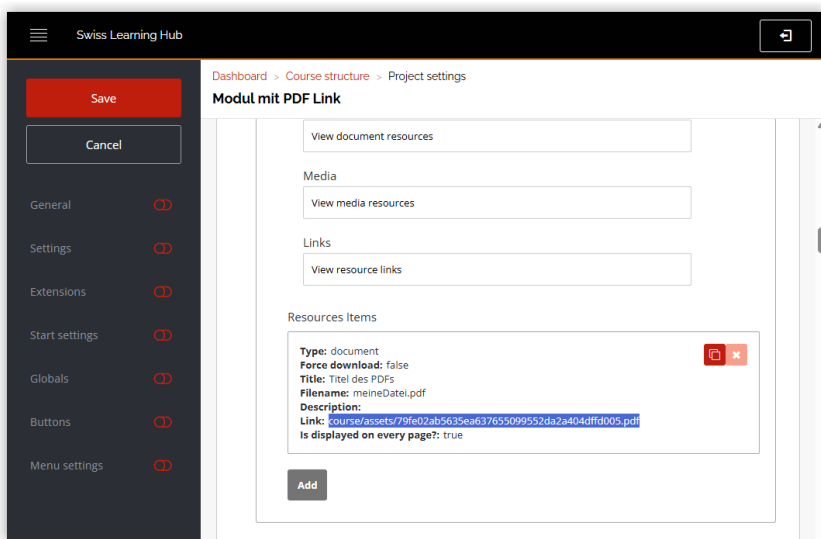 Swiss Learning Hub
Save
Cancel
General
Settings
Extensions
Start settings
Globals
Buttons
Menu settings
Dashboard > Course structure > Project settings
Modul mit PDF Link
View document resources
Media
View media resources
Links
View resource links
Resources Items
Type: document
Force download: false
Title: Titel des PDFs
Filename: meineDatei.pdf
Description:
Link: course/assets/79fe02ab5635ea637655099552da2a404dffd005.pdf
Is displayed on every page?: true
Add